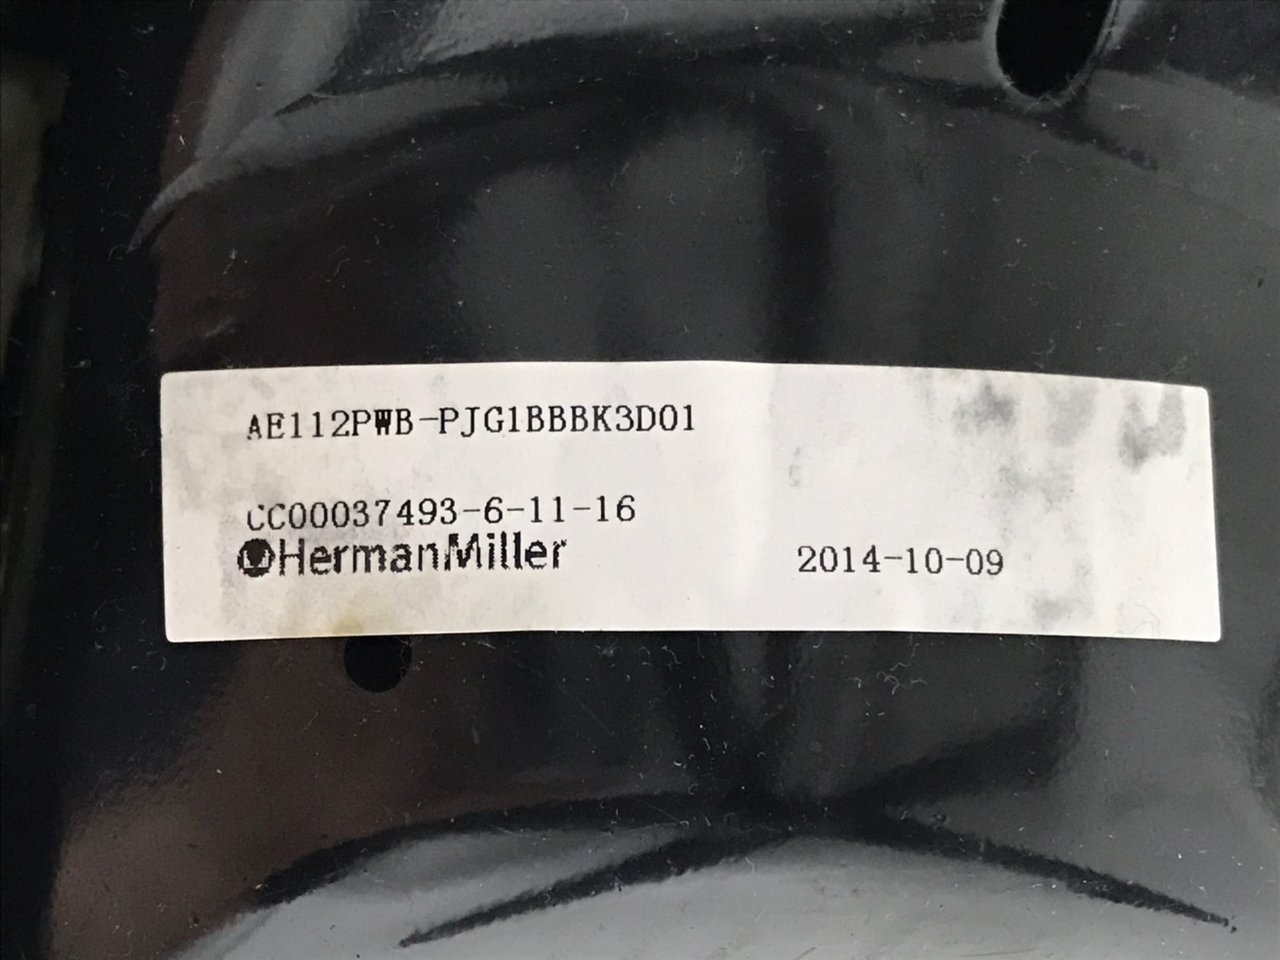 AE112PWB-PJG1BBBK3D01
CC00037493-6-11-16
HermanMiller
2014-10-09